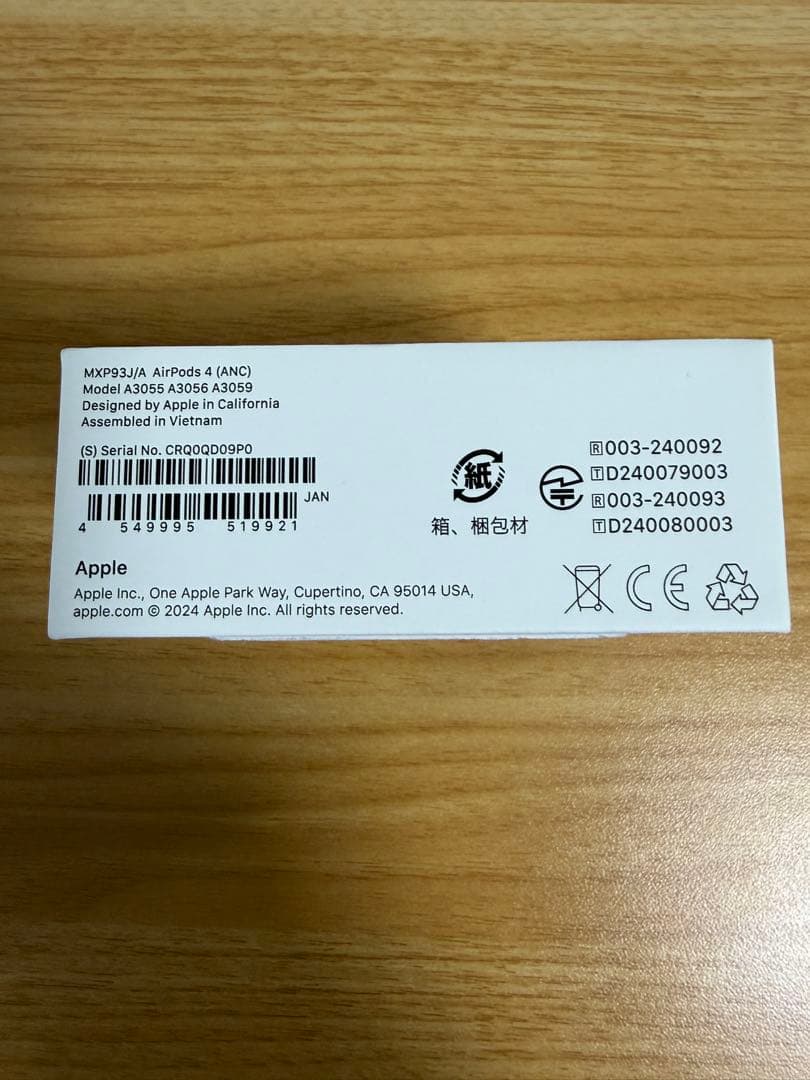 MXP93J/A AirPods 4 (ANC)
Model A3055 A3056 A3059
Designed by Apple in California
Assembled in Vietnam
(S) Serial No. CRQ0QD09P0
JAN
4 549995 519921
Apple
Apple Inc., One Apple Park Way, Cupertino, CA 95014 USA,
apple.com © 2024 Apple Inc. All rights reserved.
紙
箱、梱包材
🅁003-240092
🅃D240079003
🅁003-240093
🅃D240080003
CE